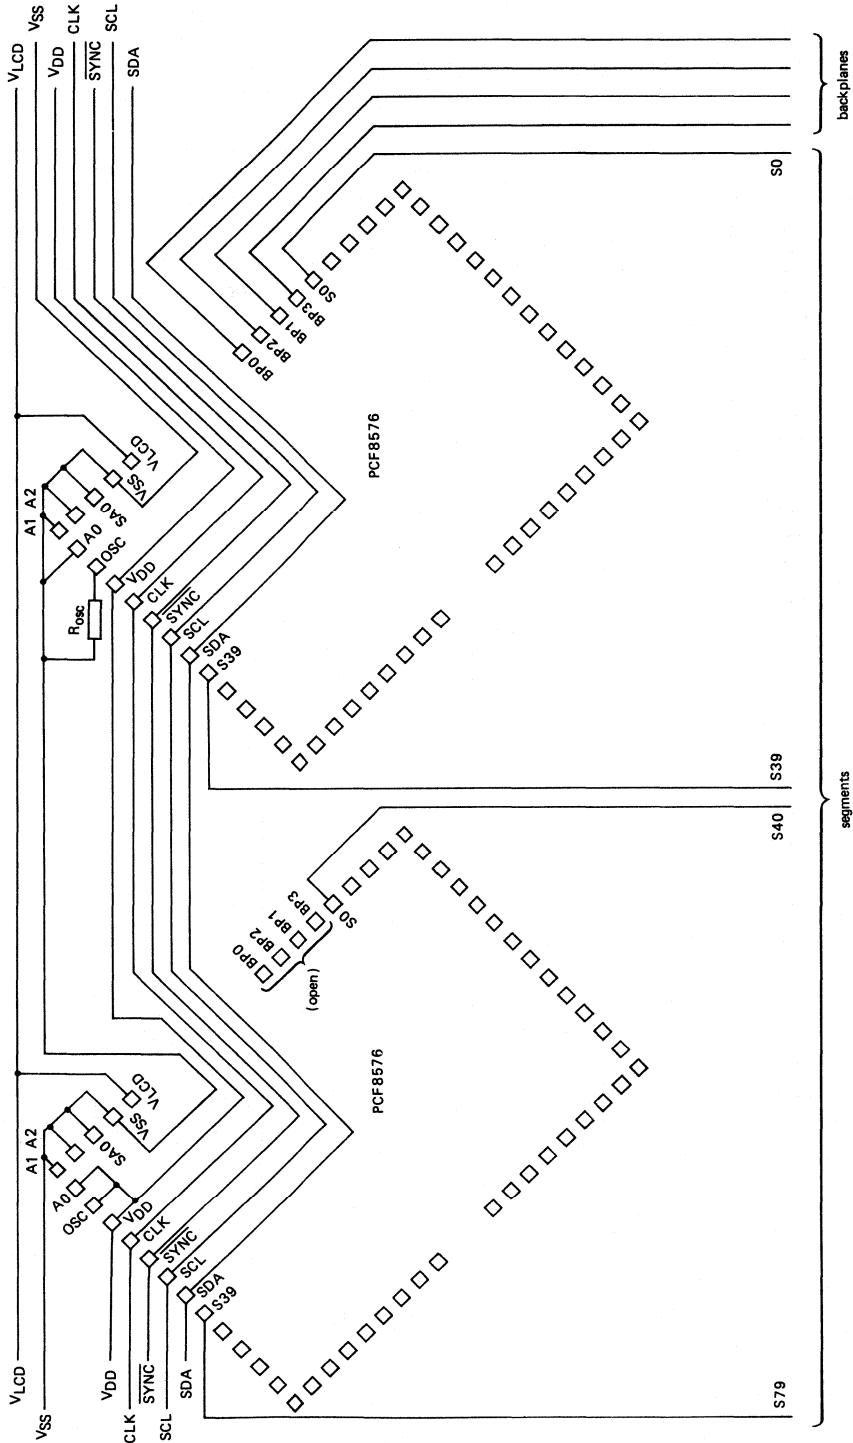 VLCD
VSS
VDD
CLK
SYNC
SCL
SDA
backplanes
S0
S0
BP3
BP1
BP2
BP0
PCF8576
VLCD
VSS
A1 A2
SA0
A0
OSC
VDD
ROSC
CLK
SYNC
SCL
SDA
S39
S39
segments
S40
BP3
BP1
BP2
BP0
S0
(open)
PCF8576
VLCD
VSS
A1 A2
SA0
A0
OSC
VDD
CLK
SYNC
SCL
SDA
S39
S79
VLCD
VSS
VDD
CLK
SYNC
SCL
SDA